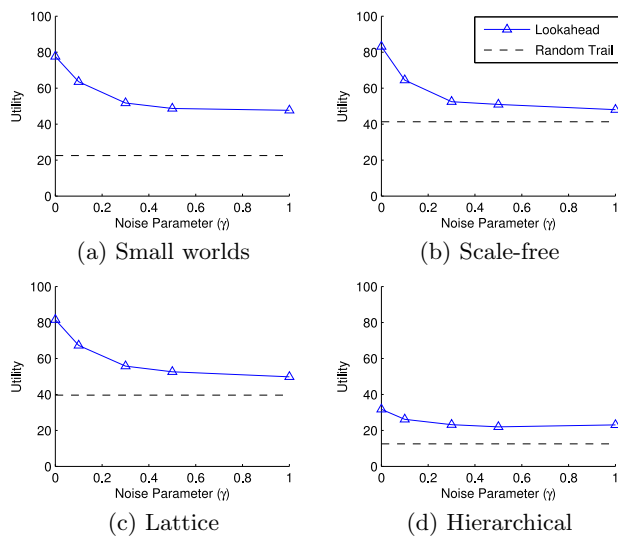 100
80
60
40
20
0
Utility
0 0.2 0.4 0.6 0.8 1
Noise Parameter (γ)
(a) Small worlds
100
80
60
40
20
0
Utility
0 0.2 0.4 0.6 0.8 1
Noise Parameter (γ)
Lookahead
Random Trail
(b) Scale-free
100
80
60
40
20
0
Utility
0 0.2 0.4 0.6 0.8 1
Noise Parameter (γ)
(c) Lattice
100
80
60
40
20
0
Utility
0 0.2 0.4 0.6 0.8 1
Noise Parameter (γ)
(d) Hierarchical